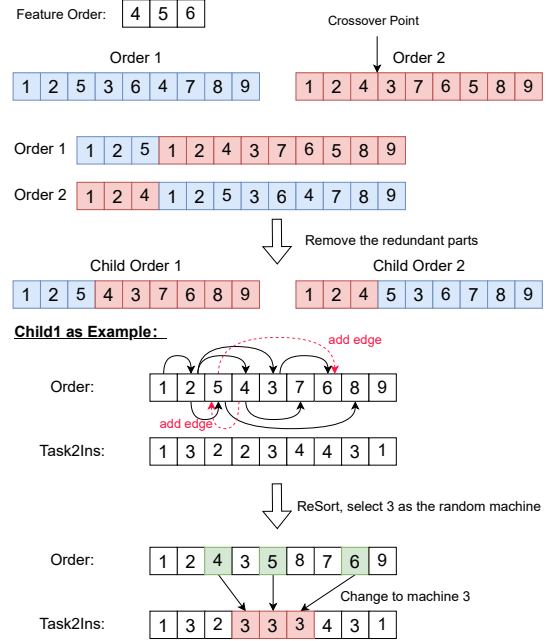 Feature Order: 4 5 6
Crossover Point
Order 1 Order 2
1 2 5 3 6 4 7 8 9 1 2 4 3 7 6 5 8 9
Order 1 1 2 5 1 2 4 3 7 6 5 8 9
Order 2 1 2 4 1 2 5 3 6 4 7 8 9
Remove the redundant parts
Child Order 1 Child Order 2
1 2 5 4 3 7 6 8 9 1 2 4 5 3 6 7 8 9
Child1 as Example:
add edge
Order: 1 2 5 4 3 7 6 8 9
add edge
Task2Ins: 1 3 2 2 3 4 4 3 1
ReSort, select 3 as the random machine
Order: 1 2 4 3 5 8 7 6 9
Change to machine 3
Task2Ins: 1 3 2 3 3 3 4 3 1